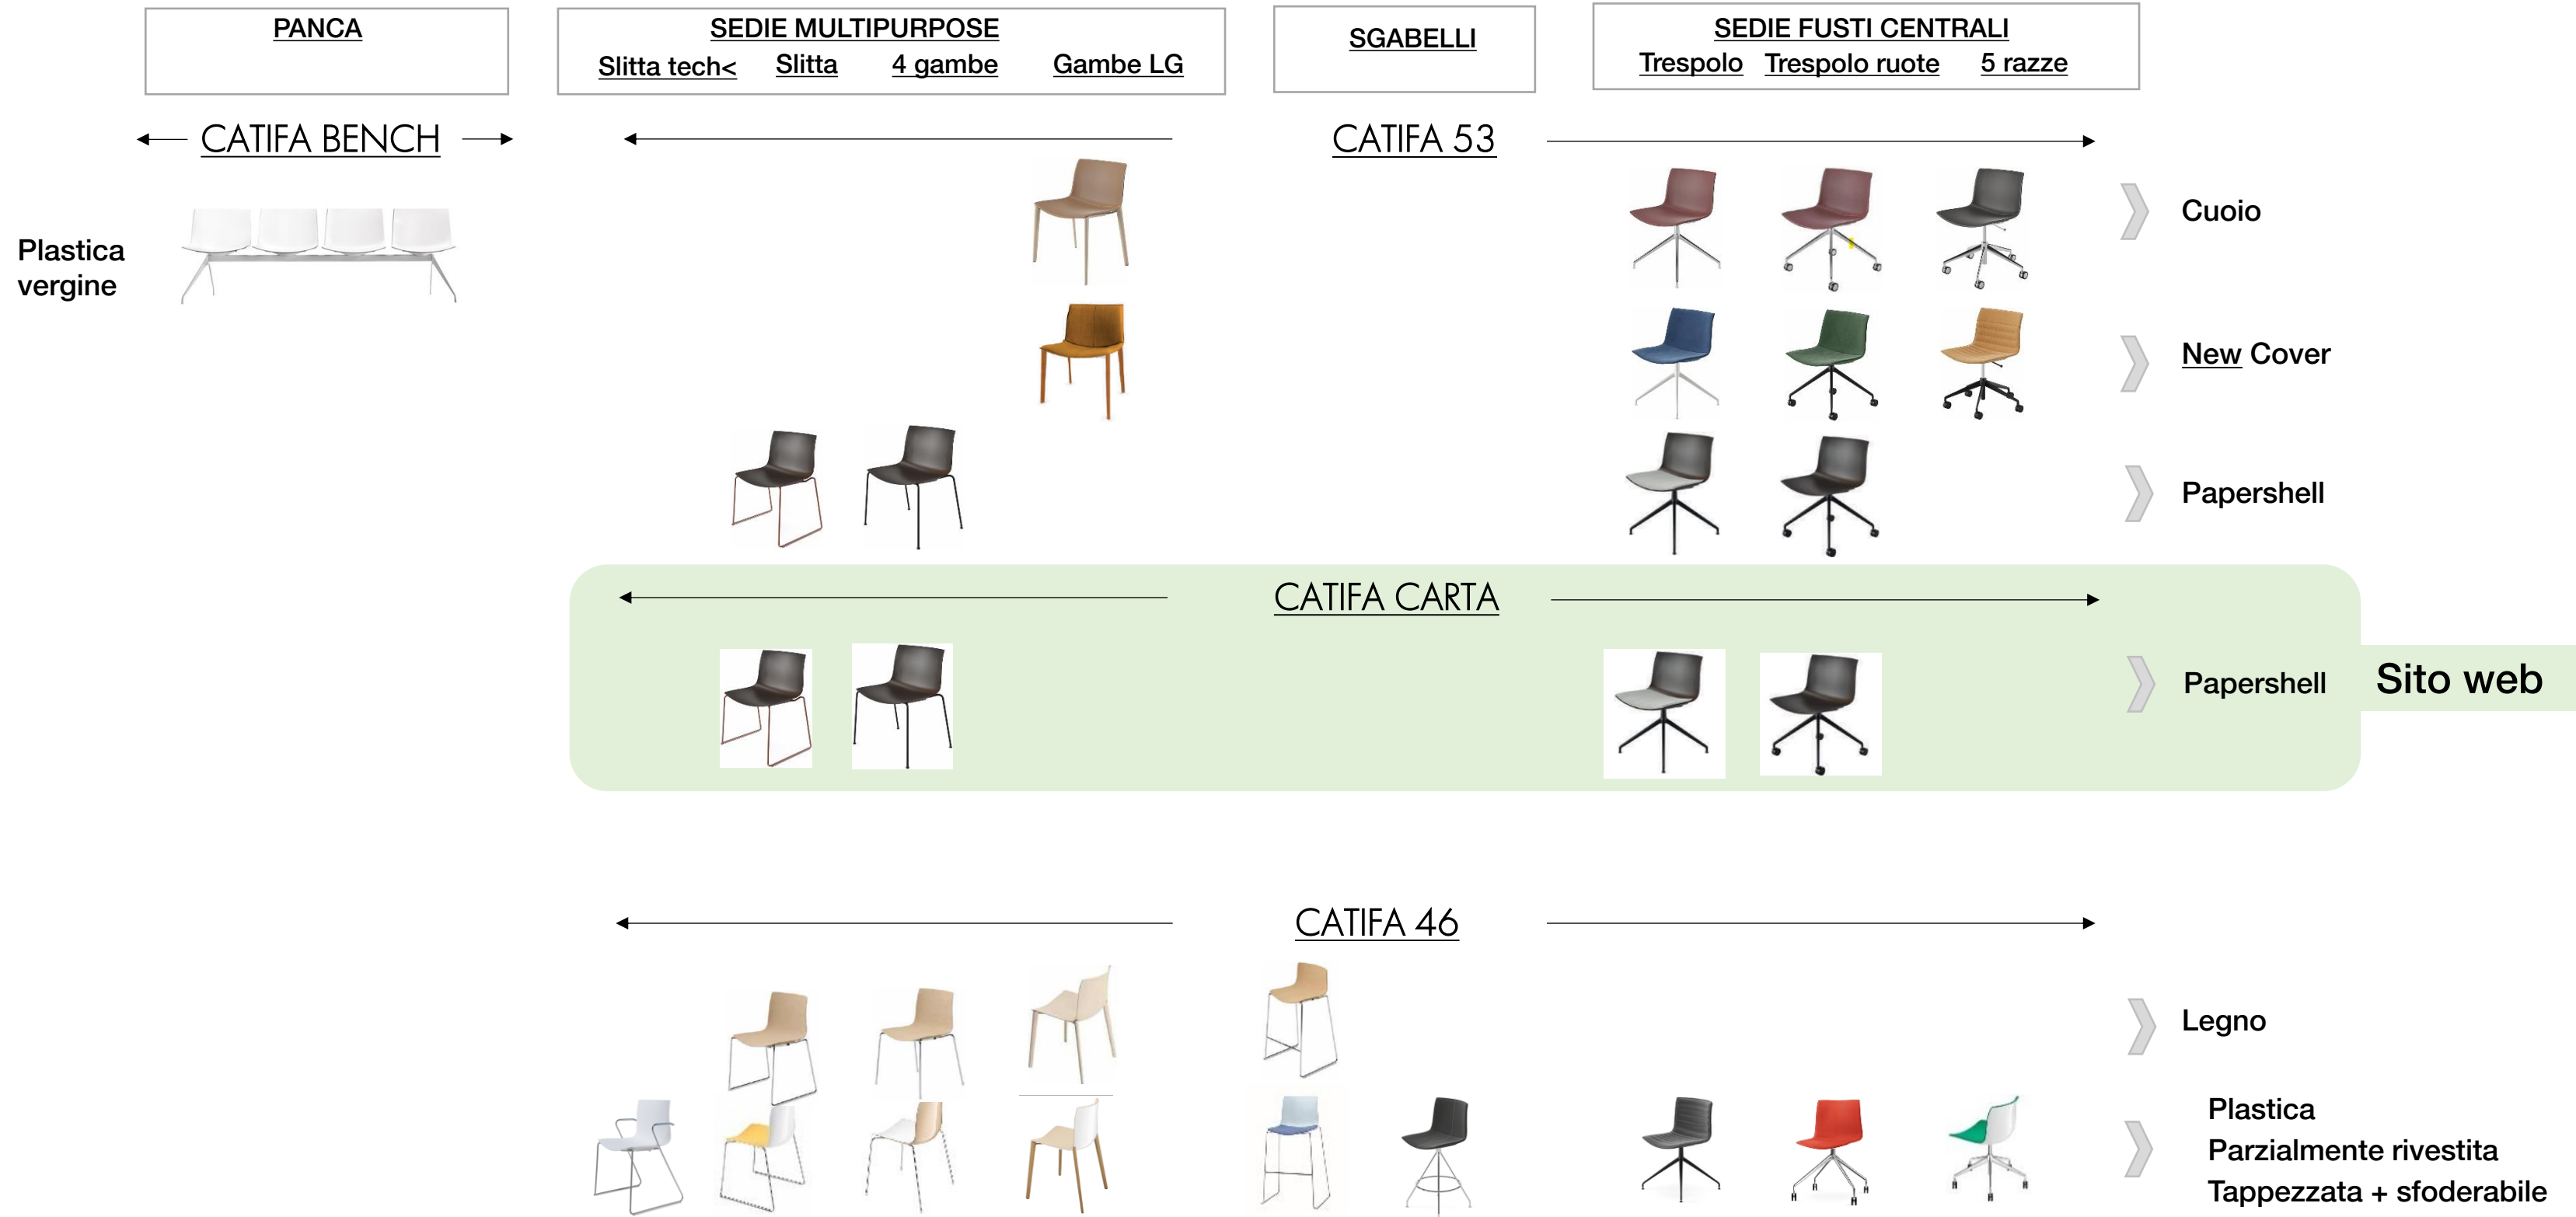 PANCA
SEDIE MULTIPURPOSE
Slitta tech<
Slitta
4 gambe
Gambe LG
SGABELLI
SEDIE FUSTI CENTRALI
Trespolo
Trespolo ruote
5 razze
CATIFA BENCH
CATIFA 53
Plastica
vergine
Cuoio
New Cover
Papershell
CATIFA CARTA
Papershell
Sito web
CATIFA 46
Legno
Plastica
Parzialmente rivestita
Tappezzata + sfoderabile